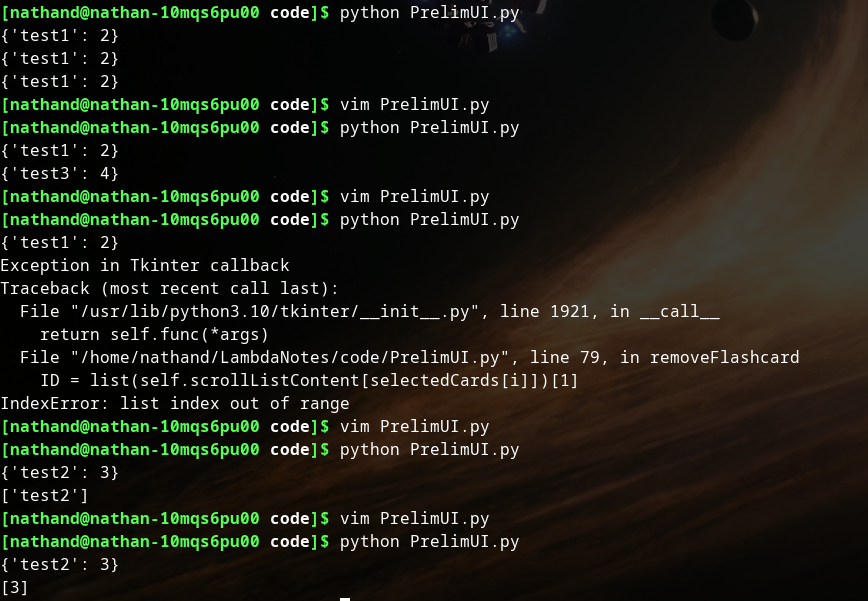 [nathand@nathan-10mqs6pu00 code]$ python PrelimUI.py
{'test1': 2}
{'test1': 2}
{'test1': 2}
[nathand@nathan-10mqs6pu00 code]$ vim PrelimUI.py
[nathand@nathan-10mqs6pu00 code]$ python PrelimUI.py
{'test1': 2}
{'test3': 4}
[nathand@nathan-10mqs6pu00 code]$ vim PrelimUI.py
[nathand@nathan-10mqs6pu00 code]$ python PrelimUI.py
{'test1': 2}
Exception in Tkinter callback
Traceback (most recent call last):
  File "/usr/lib/python3.10/tkinter/__init__.py", line 1921, in __call__
    return self.func(*args)
  File "/home/nathand/LambdaNotes/code/PrelimUI.py", line 79, in removeFlashcard
    ID = list(self.scrollListContent[selectedCards[i]])[1]
IndexError: list index out of range
[nathand@nathan-10mqs6pu00 code]$ vim PrelimUI.py
[nathand@nathan-10mqs6pu00 code]$ python PrelimUI.py
{'test2': 3}
['test2']
[nathand@nathan-10mqs6pu00 code]$ vim PrelimUI.py
[nathand@nathan-10mqs6pu00 code]$ python PrelimUI.py
{'test2': 3}
[3]